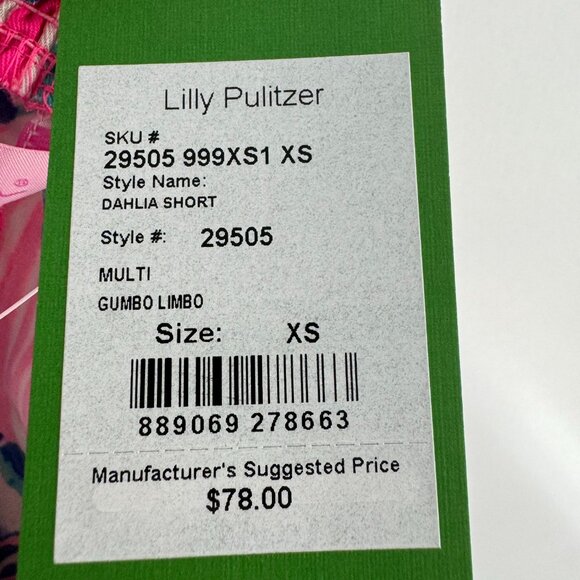 Lilly Pulitzer
SKU #
29505 999XS1 XS
Style Name:
DAHLIA SHORT
Style #: 29505
MULTI
GUMBO LIMBO
Size: XS
889069 278663
Manufacturer's Suggested Price
$78.00